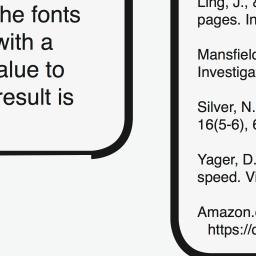 he fonts
with a
alue to
result is
Ling, J., &
pages. In
Mansfield
Investiga
Silver, N.
16(5-6), 6
Yager, D.
speed. Vi
Amazon.
https://